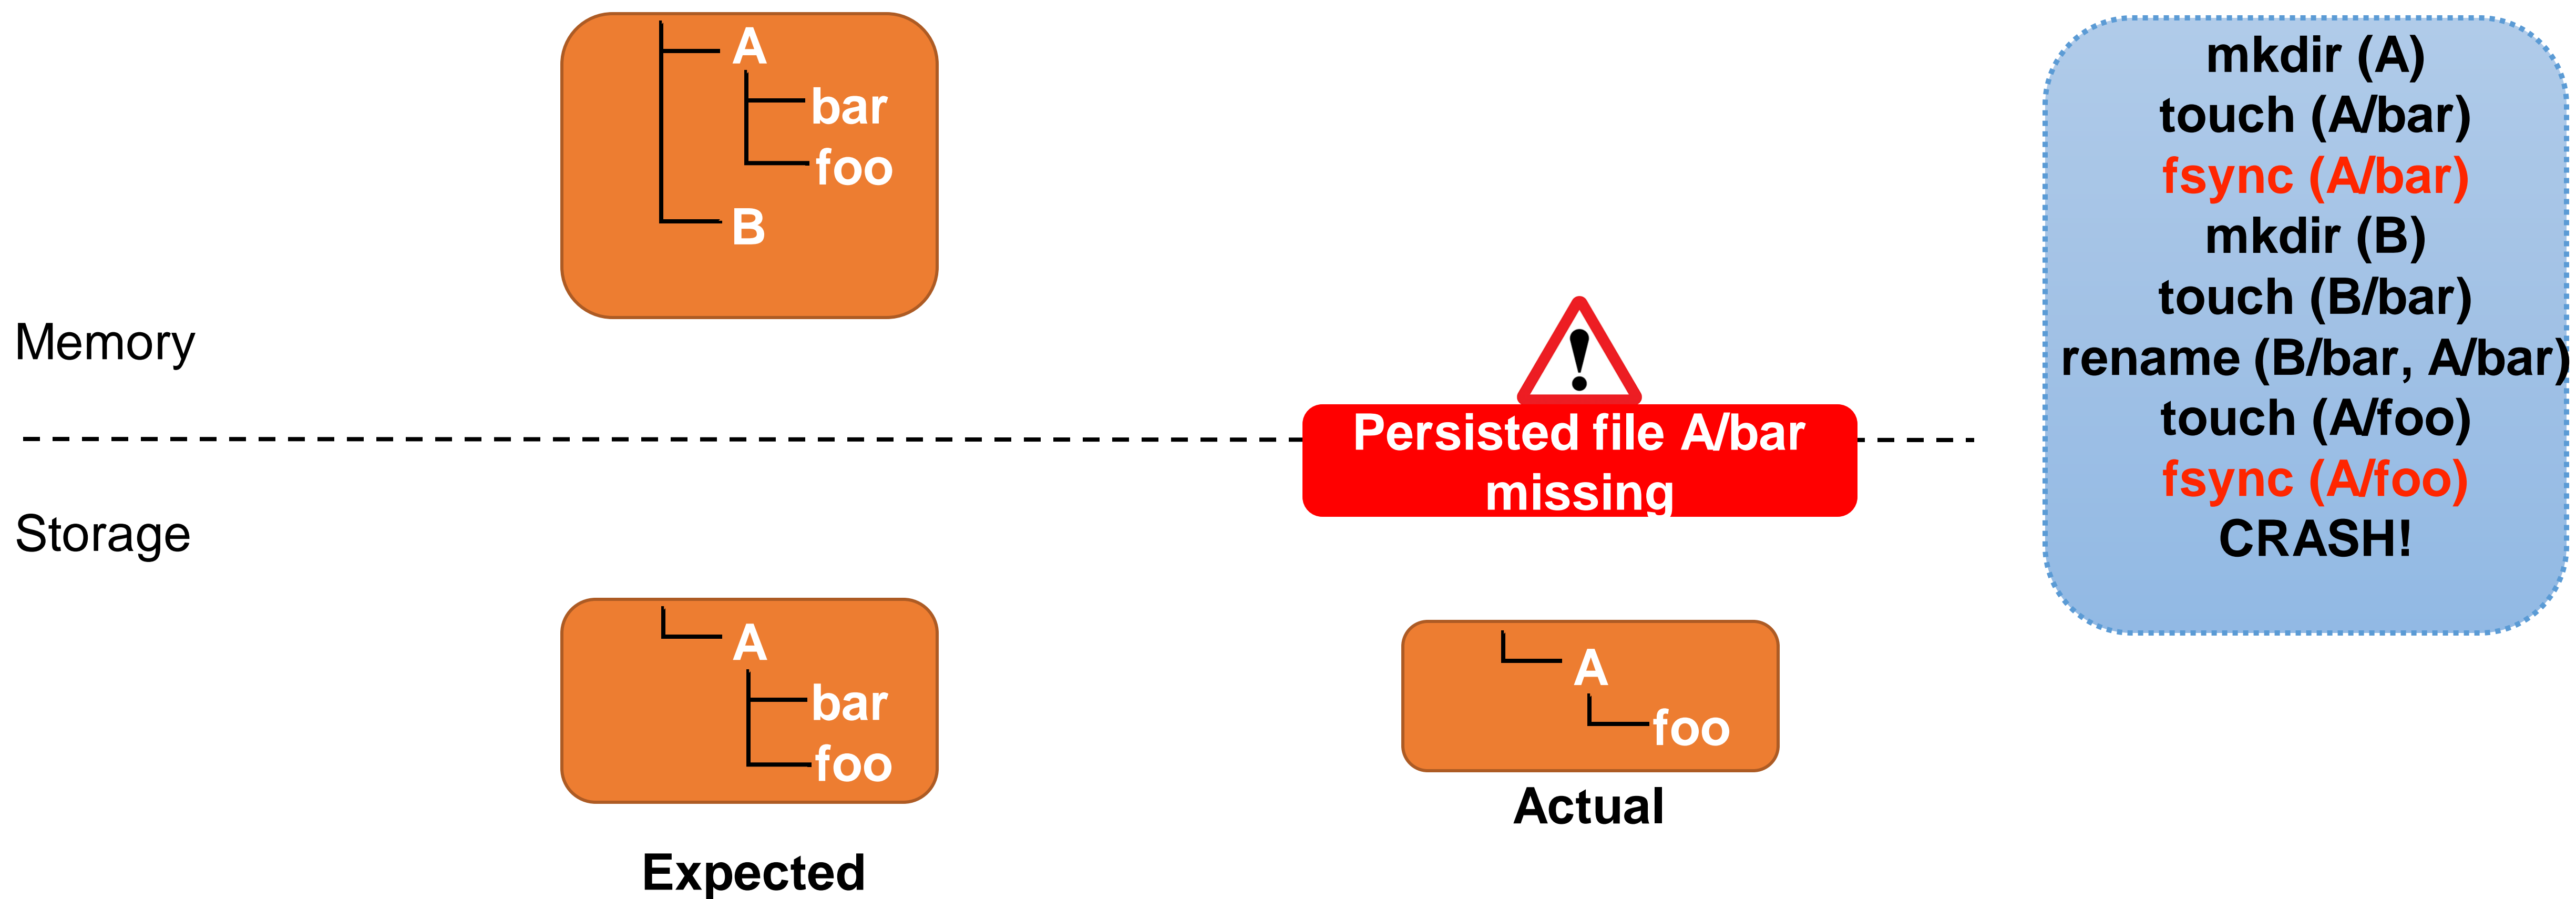 A
bar
foo
B
Memory
Storage
Persisted file A/bar
missing
A
bar
foo
Expected
A
foo
Actual
mkdir (A)
touch (A/bar)
fsync (A/bar)
mkdir (B)
touch (B/bar)
rename (B/bar, A/bar)
touch (A/foo)
fsync (A/foo)
CRASH!